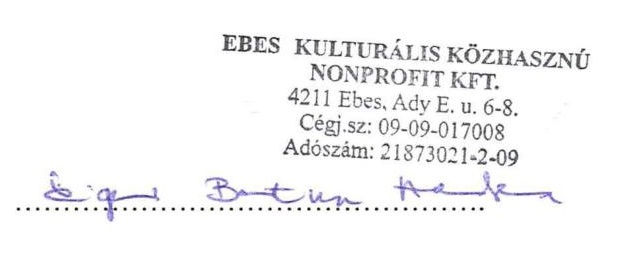 EBES KULTURÁLIS KÖZHASZNÚ
NONPROFIT KFT.
4211 Ebes, Ady E. u. 6-8.
Cégj.sz: 09-09-017008
Adószám: 21873021-2-09